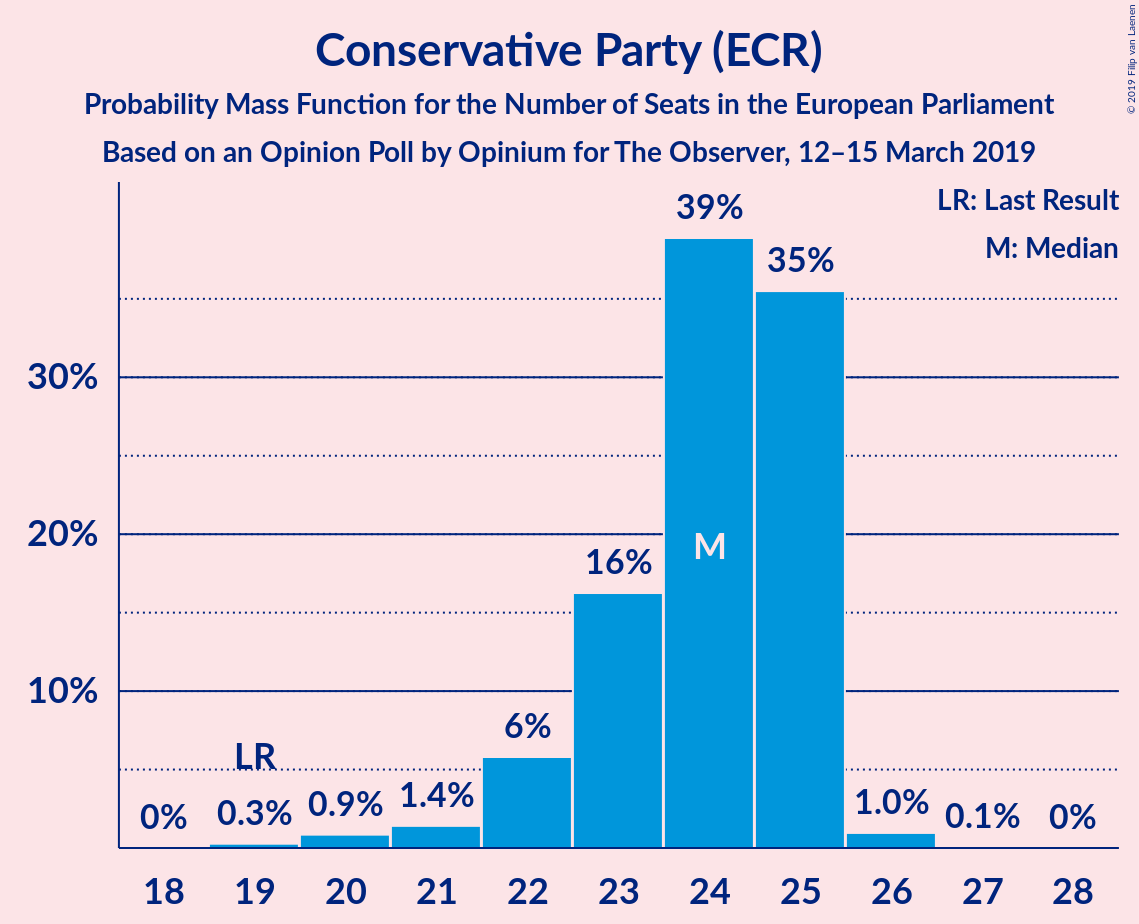 Conservative Party (ECR)
Probability Mass Function for the Number of Seats in the European Parliament
Based on an Opinion Poll by Opinium for The Observer, 12–15 March 2019
© 2019 Filip van Laenen
LR: Last Result
M: Median
39%
35%
30%
20%
M
16%
10%
6%
LR
0%
0.3%
0.9%
1.4%
1.0%
0.1%
0%
18 19 20 21 22 23 24 25 26 27 28